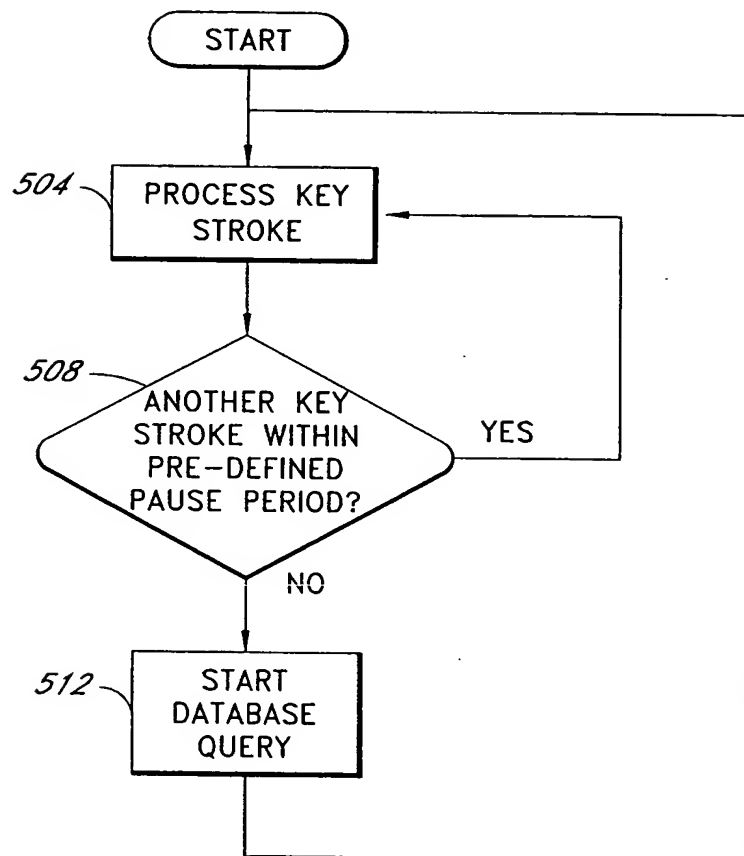 START
504
PROCESS KEY
STROKE
508
ANOTHER KEY
STROKE WITHIN
PRE-DEFINED
PAUSE PERIOD?
YES
NO
512
START
DATABASE
QUERY